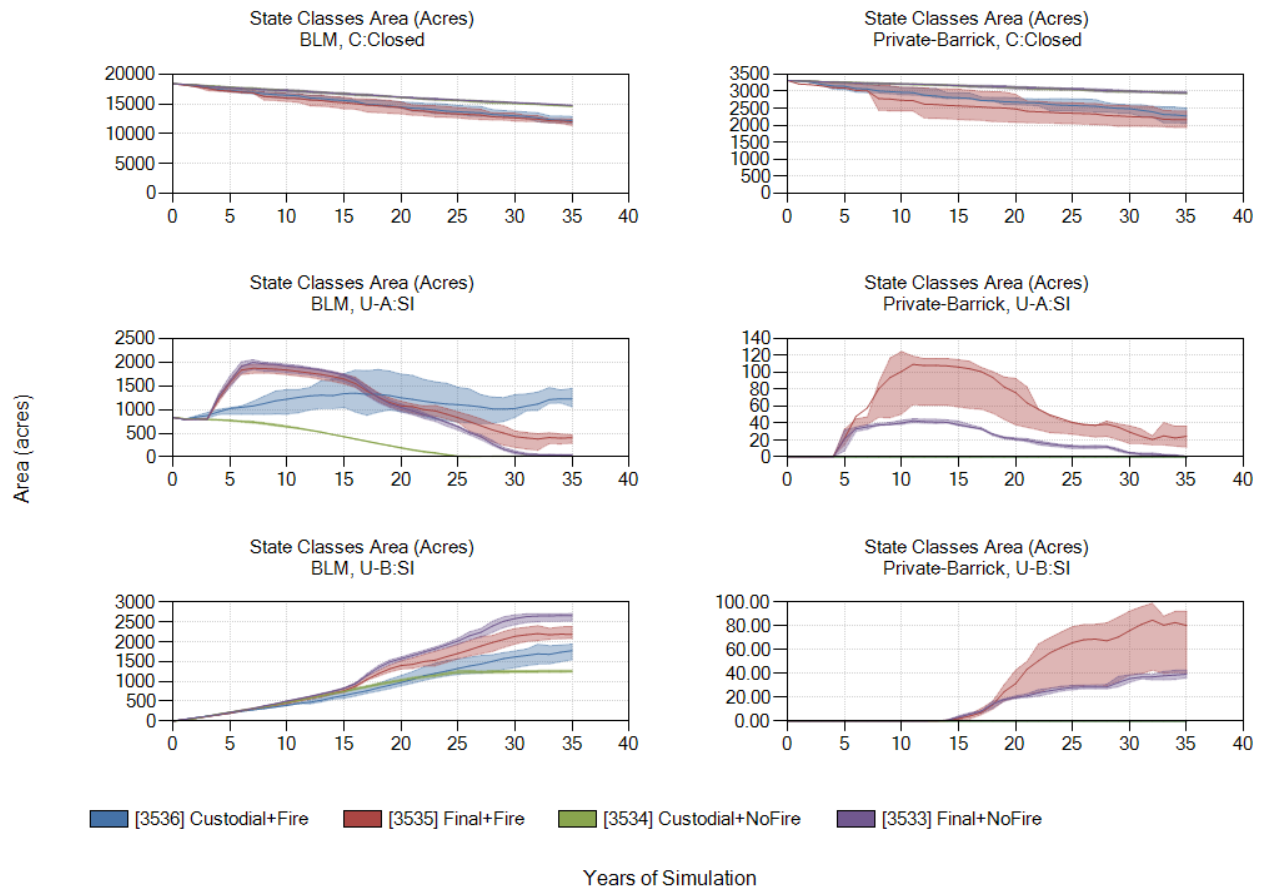 State Classes Area (Acres)
BLM, C:Closed
20000
15000
10000
5000
0
0 5 10 15 20 25 30 35 40
State Classes Area (Acres)
Private-Barrick, C:Closed
3500
3000
2500
2000
1500
1000
500
0
0 5 10 15 20 25 30 35 40
State Classes Area (Acres)
BLM, U-A:SI
2500
2000
1500
1000
500
0
0 5 10 15 20 25 30 35 40
State Classes Area (Acres)
Private-Barrick, U-A:SI
140
120
100
80
60
40
20
0
0 5 10 15 20 25 30 35 40
Area (acres)
State Classes Area (Acres)
BLM, U-B:SI
3000
2500
2000
1500
1000
500
0
0 5 10 15 20 25 30 35 40
State Classes Area (Acres)
Private-Barrick, U-B:SI
100.00
80.00
60.00
40.00
20.00
0.00
0 5 10 15 20 25 30 35 40
[3536] Custodial+Fire [3535] Final+Fire [3534] Custodial+NoFire [3533] Final+NoFire
Years of Simulation